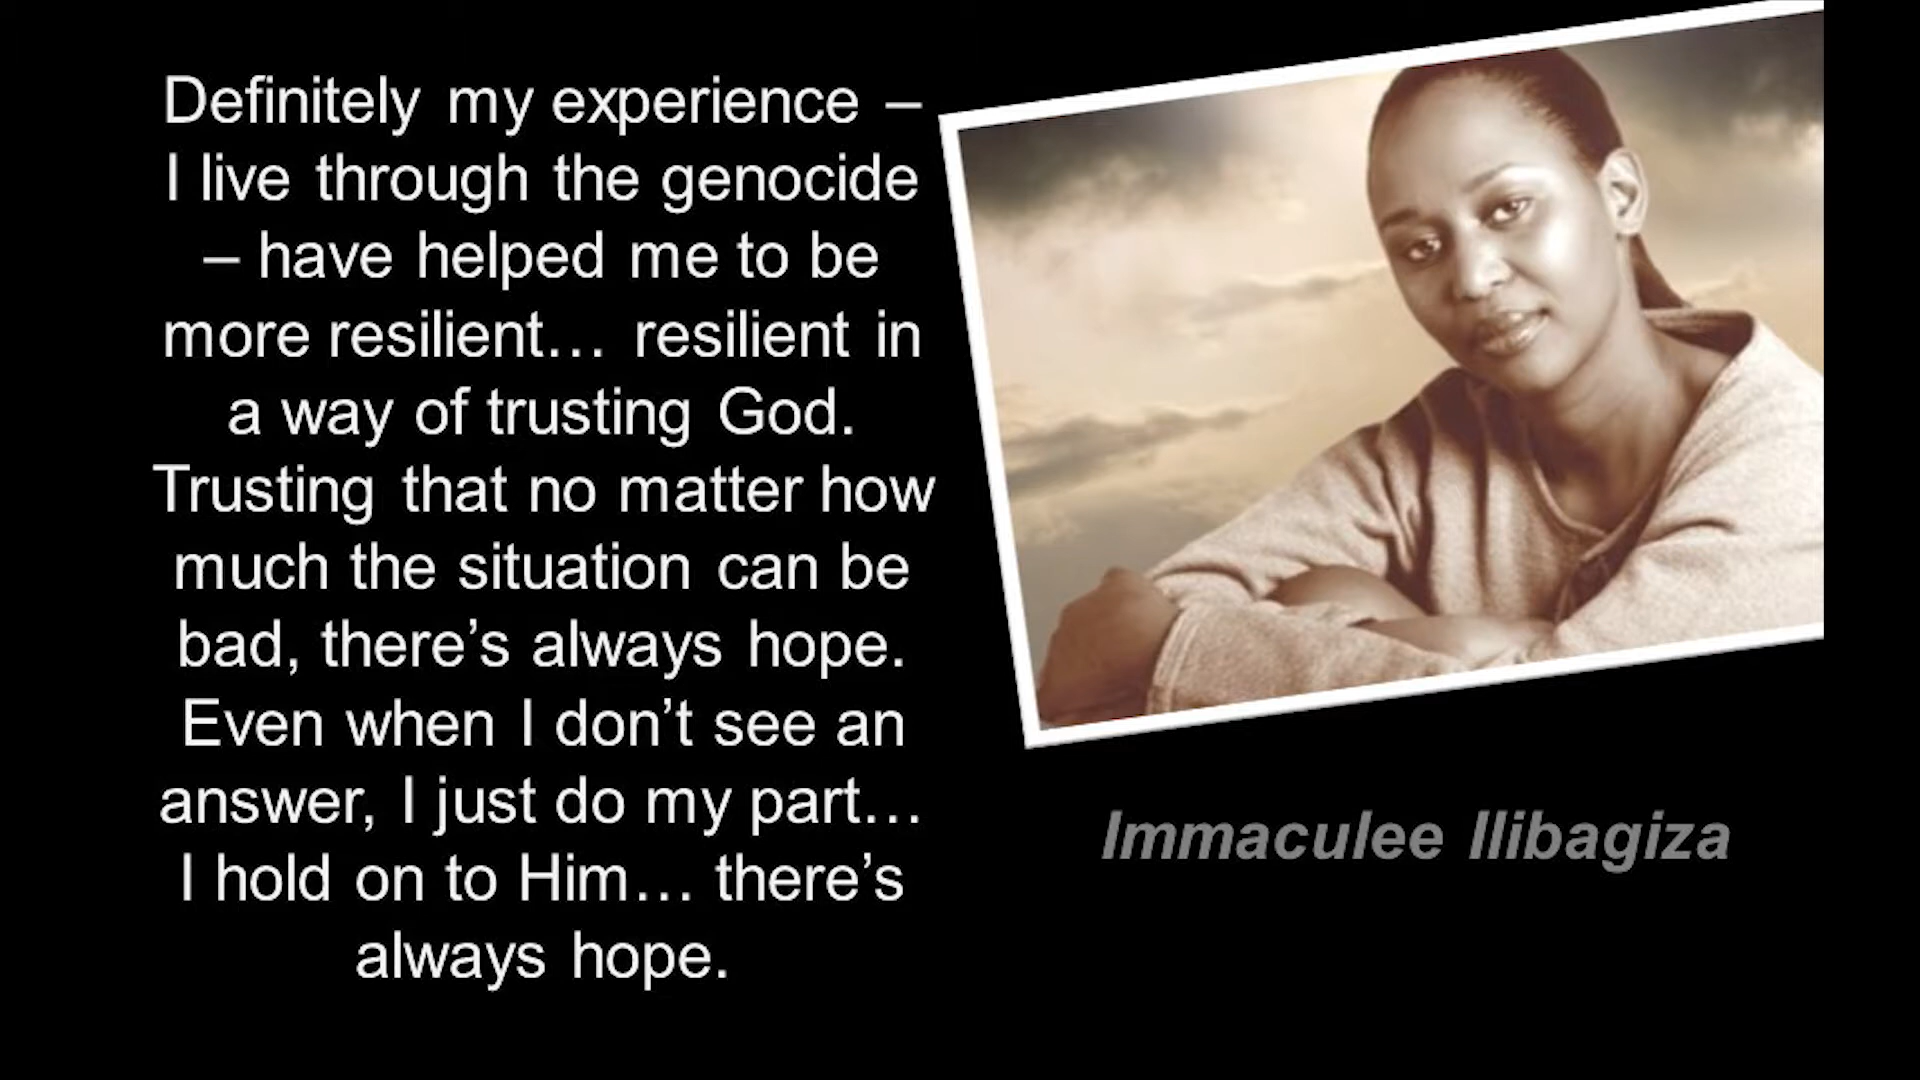 Definitely my experience –
I live through the genocide
– have helped me to be
more resilient… resilient in
a way of trusting God.
Trusting that no matter how
much the situation can be
bad, there’s always hope.
Even when I don’t see an
answer, I just do my part…
I hold on to Him… there’s
always hope.
Immaculee Ilibagiza